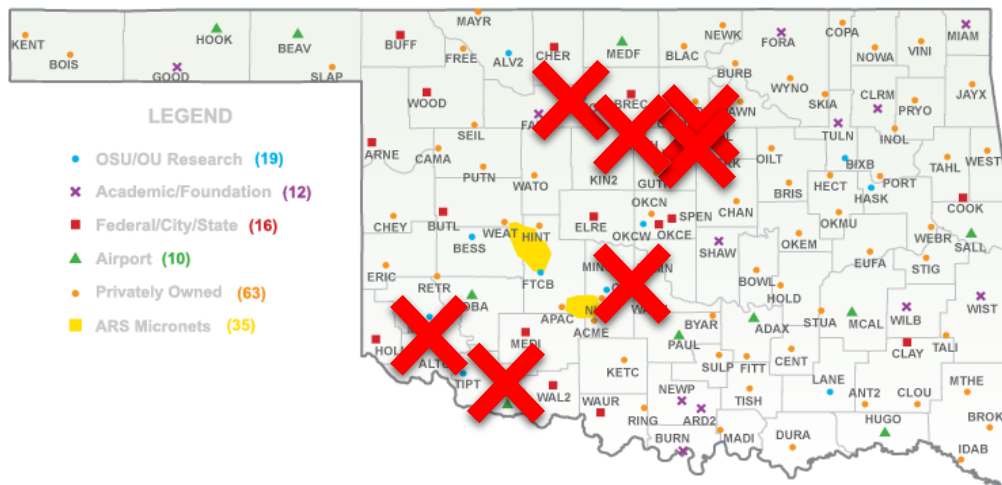 MAYR
NEWK
COPA
FORA
MIAM
KENT
HOOK
BEAV
BUFF
FREE
ALV2
CHER
MEDF
BLAC
NOWA
VINI
BOIS
GOOD
SLAP
BURB
WYNO
CLRM
JAYX
WOOD
BREC
SKIA
PRYO
LEGEND
SEIL
TULN
INOL
OSU/OU Research (19)
ARNE
CAMA
OILT
BIXB
WEST
TAHL
PUTN
WATO
KIN2
GUTH
BRIS
HECT
PORT
HASK
Academic/Foundation (12)
OKCN
CHAN
COOK
Federal/City/State (16)
CHEY
BUTL
WEAT
HINT
ELRE
SPEN
OKCW
OKCE
OKMU
WEBR
SALL
BESS
SHAW
OKEM
EUFA
STIG
Airport (10)
ERIC
RETR
FTCB
BOWL
HOLD
Privately Owned (63)
WIST
ARS Micronets (35)
APAC
ACME
BYAR
ADAX
STUA
MCAL
WILB
MEDI
PAUL
TALI
CENT
CLAY
TIPT
KETC
SULP
FITT
WAL2
NEWP
TISH
LANE
ANT2
CLOU
MTHE
WAUR
RING
ARD2
HUGO
BROK
BURN
MADI
DURA
IDAB